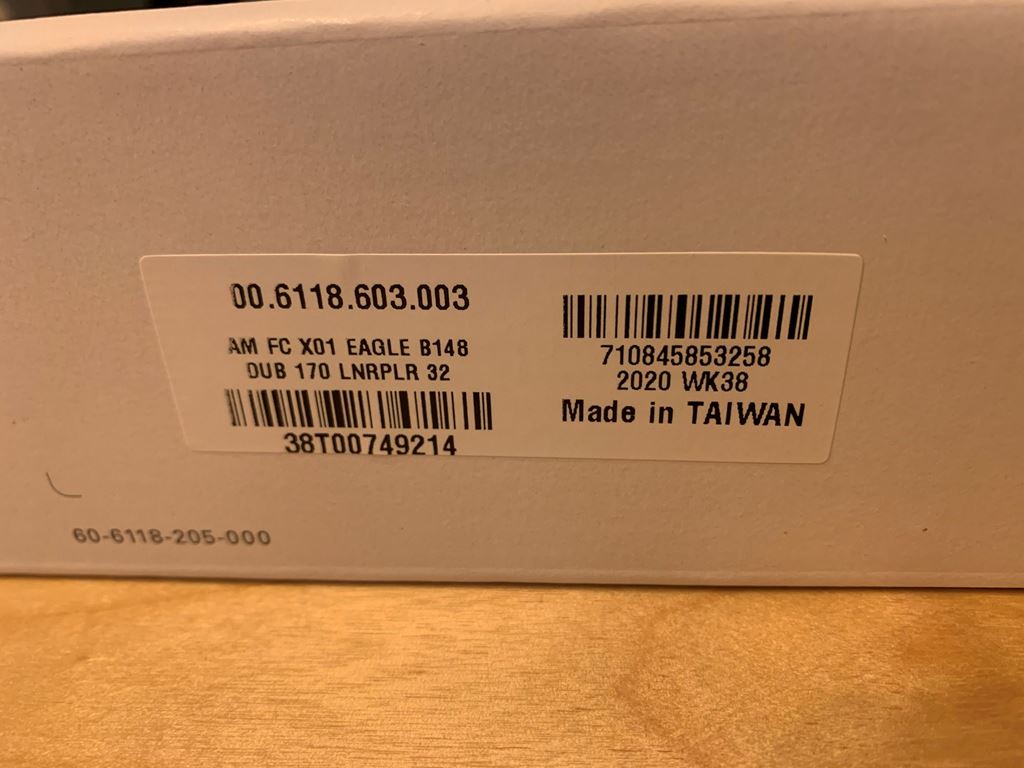 00.6118.603.003
AM FC X01 EAGLE B148
DUB 170 LNRPLR 32
38T00749214
710845853258
2020 WK38
Made in TAIWAN
60-6118-205-000